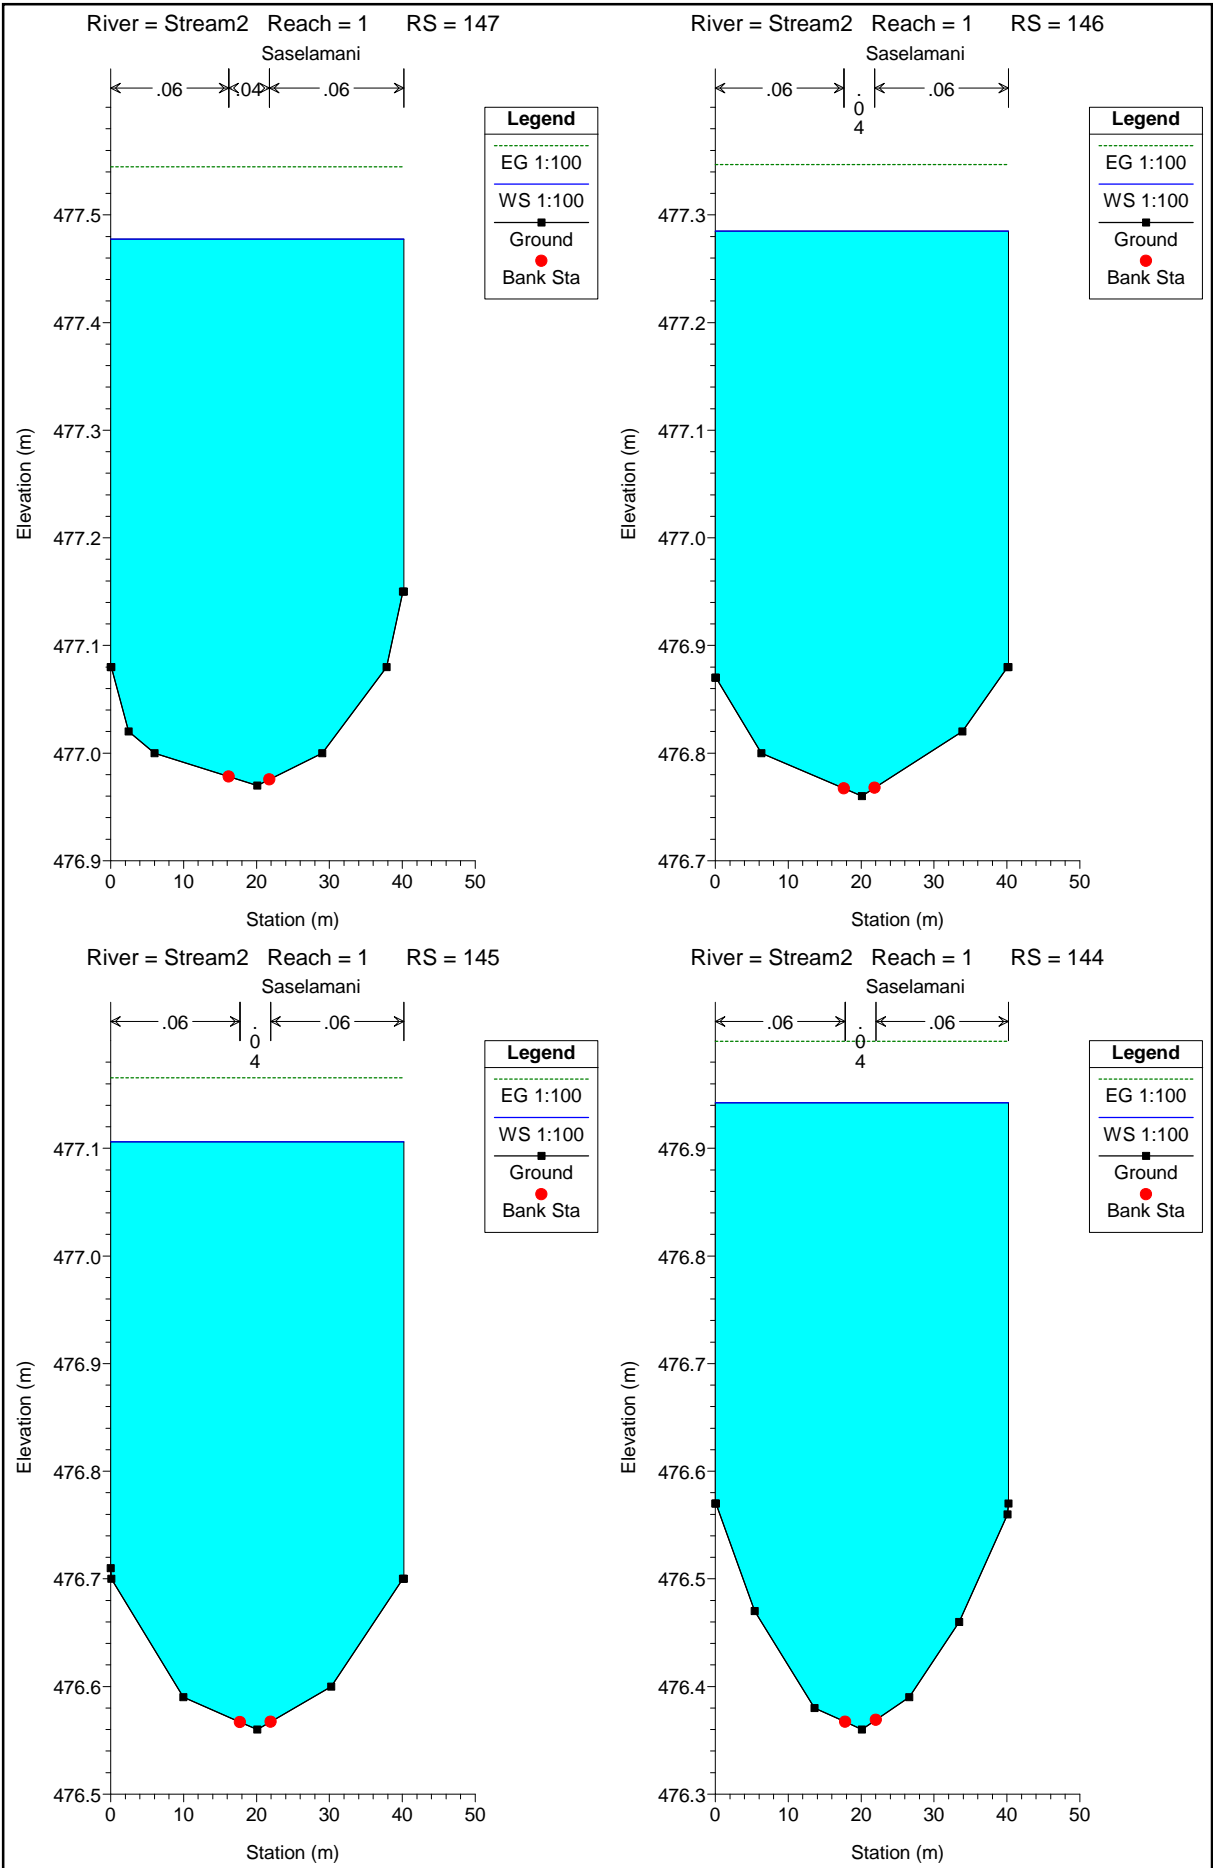 River = Stream2 Reach = 1 RS = 147
Saselamani
.06 .04 .06
Legend
EG 1:100
WS 1:100
Ground
Bank Sta
477.5
477.4
477.3
477.2
477.1
477.0
476.9
Elevation (m)
0 10 20 30 40 50
Station (m)
River = Stream2 Reach = 1 RS = 146
Saselamani
.06 .04 .06
Legend
EG 1:100
WS 1:100
Ground
Bank Sta
477.3
477.2
477.1
477.0
476.9
476.8
476.7
Elevation (m)
0 10 20 30 40 50
Station (m)
River = Stream2 Reach = 1 RS = 145
Saselamani
.06 .04 .06
Legend
EG 1:100
WS 1:100
Ground
Bank Sta
477.1
477.0
476.9
476.8
476.7
476.6
476.5
Elevation (m)
0 10 20 30 40 50
Station (m)
River = Stream2 Reach = 1 RS = 144
Saselamani
.06 .04 .06
Legend
EG 1:100
WS 1:100
Ground
Bank Sta
476.9
476.8
476.7
476.6
476.5
476.4
476.3
Elevation (m)
0 10 20 30 40 50
Station (m)